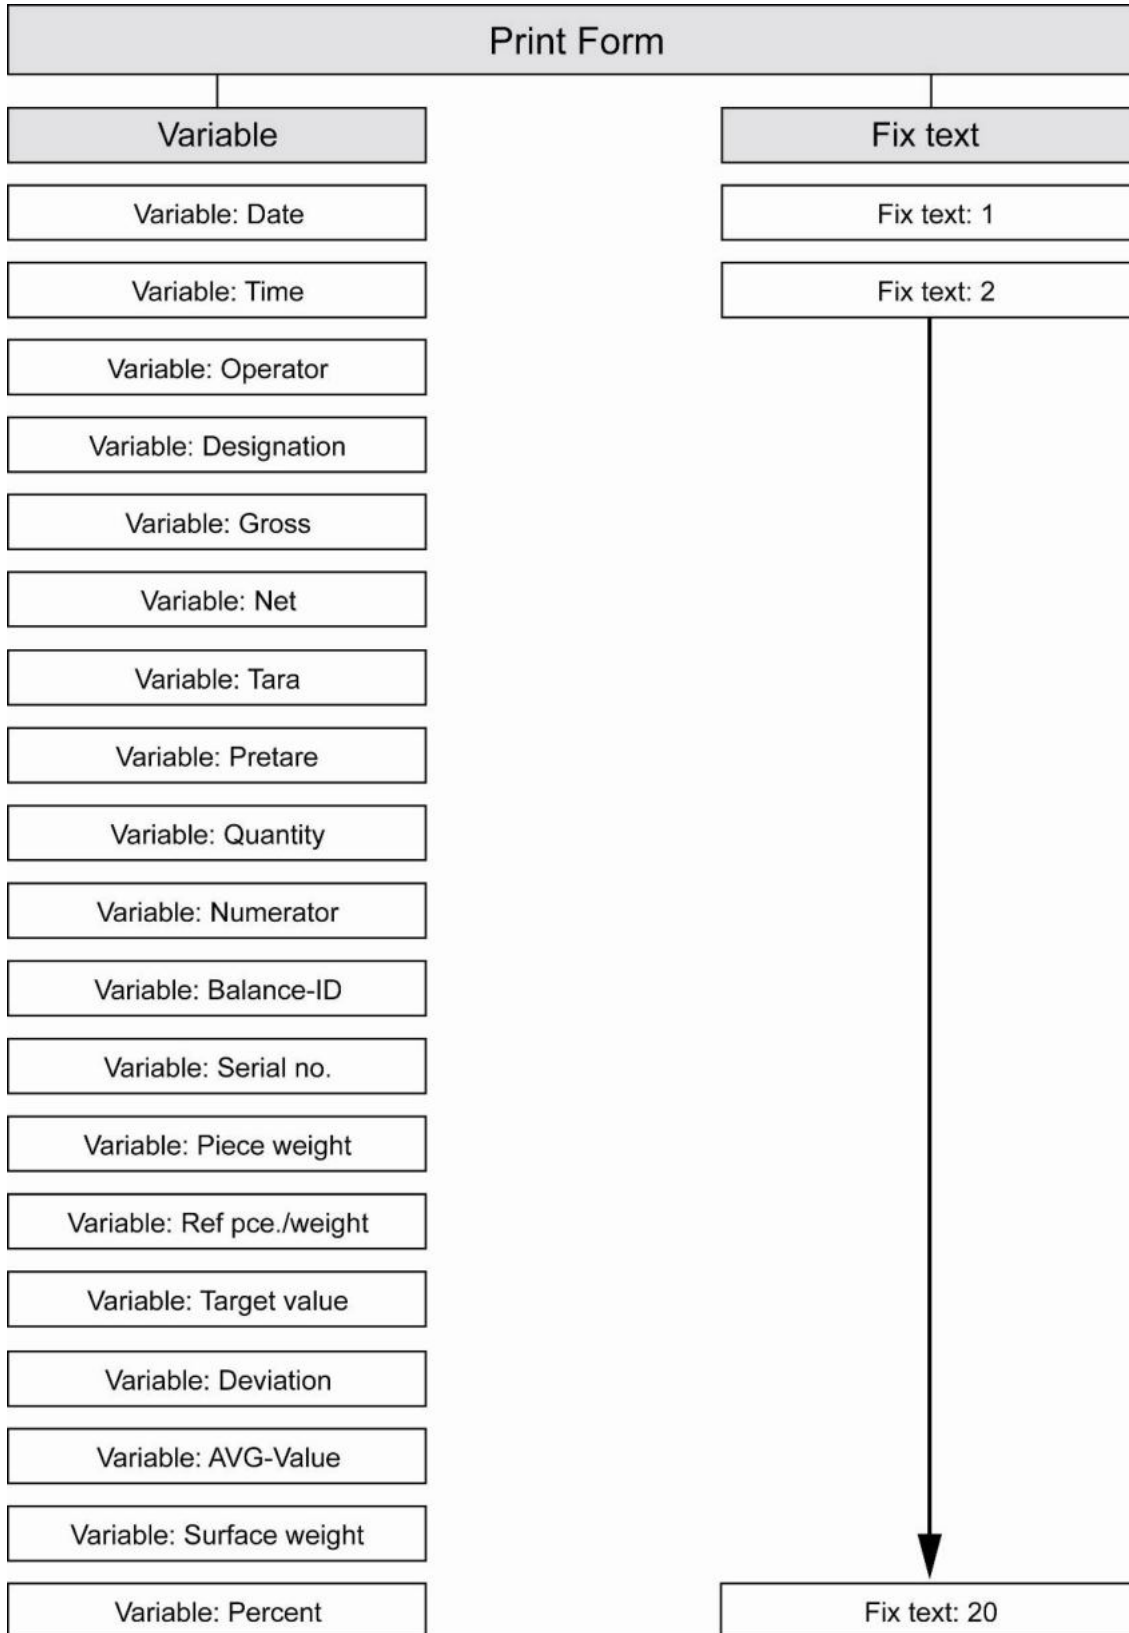 Print Form
Variable
Fix text
Variable: Date
Fix text: 1
Variable: Time
Fix text: 2
Variable: Operator
Variable: Designation
Variable: Gross
Variable: Net
Variable: Tara
Variable: Pretare
Variable: Quantity
Variable: Numerator
Variable: Balance-ID
Variable: Serial no.
Variable: Piece weight
Variable: Ref pce./weight
Variable: Target value
Variable: Deviation
Variable: AVG-Value
Variable: Surface weight
Variable: Percent
Fix text: 20